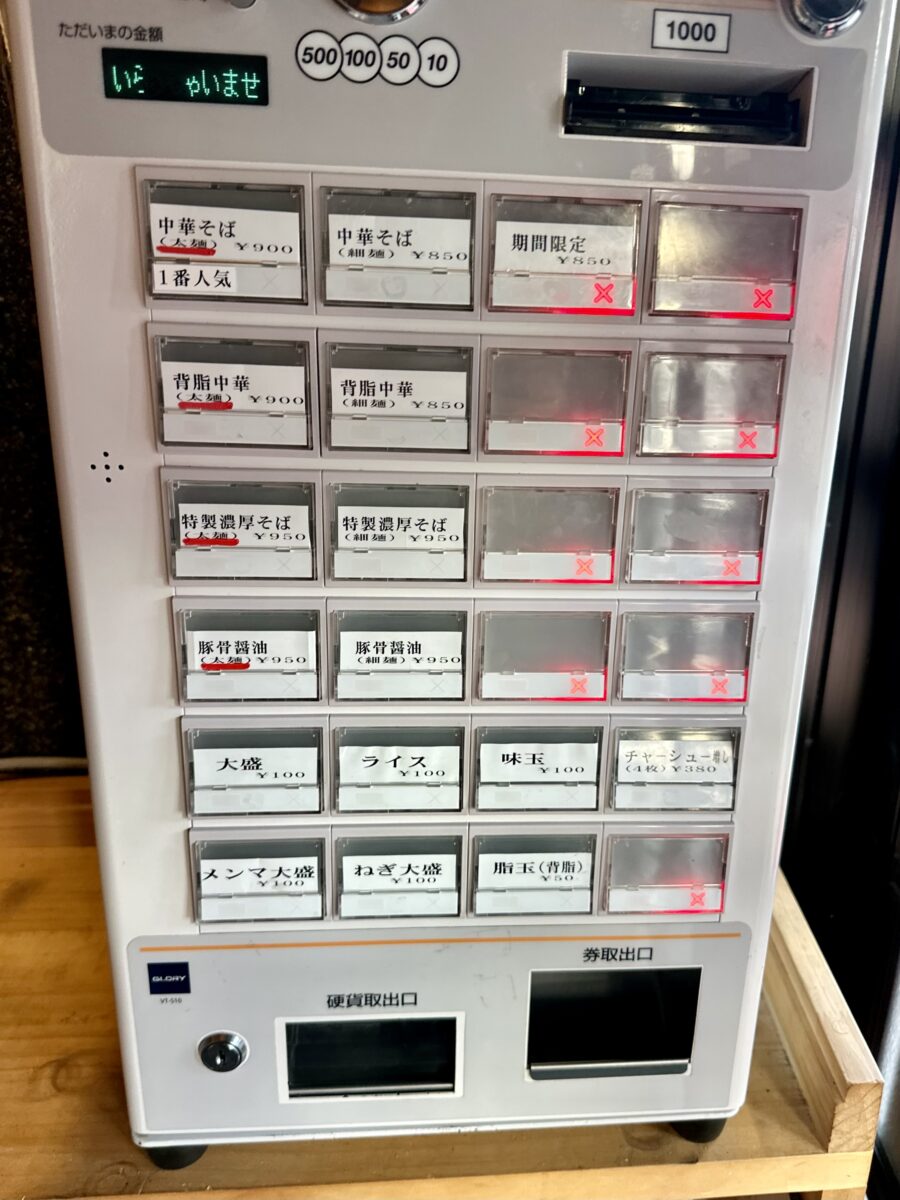 ただいまの金額
いらっしゃいませ
500 100 50 10
1000
中華そば
(太麺) ¥900
1番人気
中華そば
(細麺) ¥850
期間限定
¥850
背脂中華
(太麺) ¥900
背脂中華
(細麺) ¥850
特製濃厚そば
(太麺) ¥950
特製濃厚そば
(細麺) ¥950
豚骨醤油
(太麺) ¥950
豚骨醤油
(細麺) ¥950
大盛
¥100
ライス
¥100
味玉
¥100
チャーシュー増し
(4枚) ¥380
メンマ大盛
¥100
ねぎ大盛
¥100
脂玉(背脂)
¥50
GLORY
VT-S10
硬貨取出口
券取出口